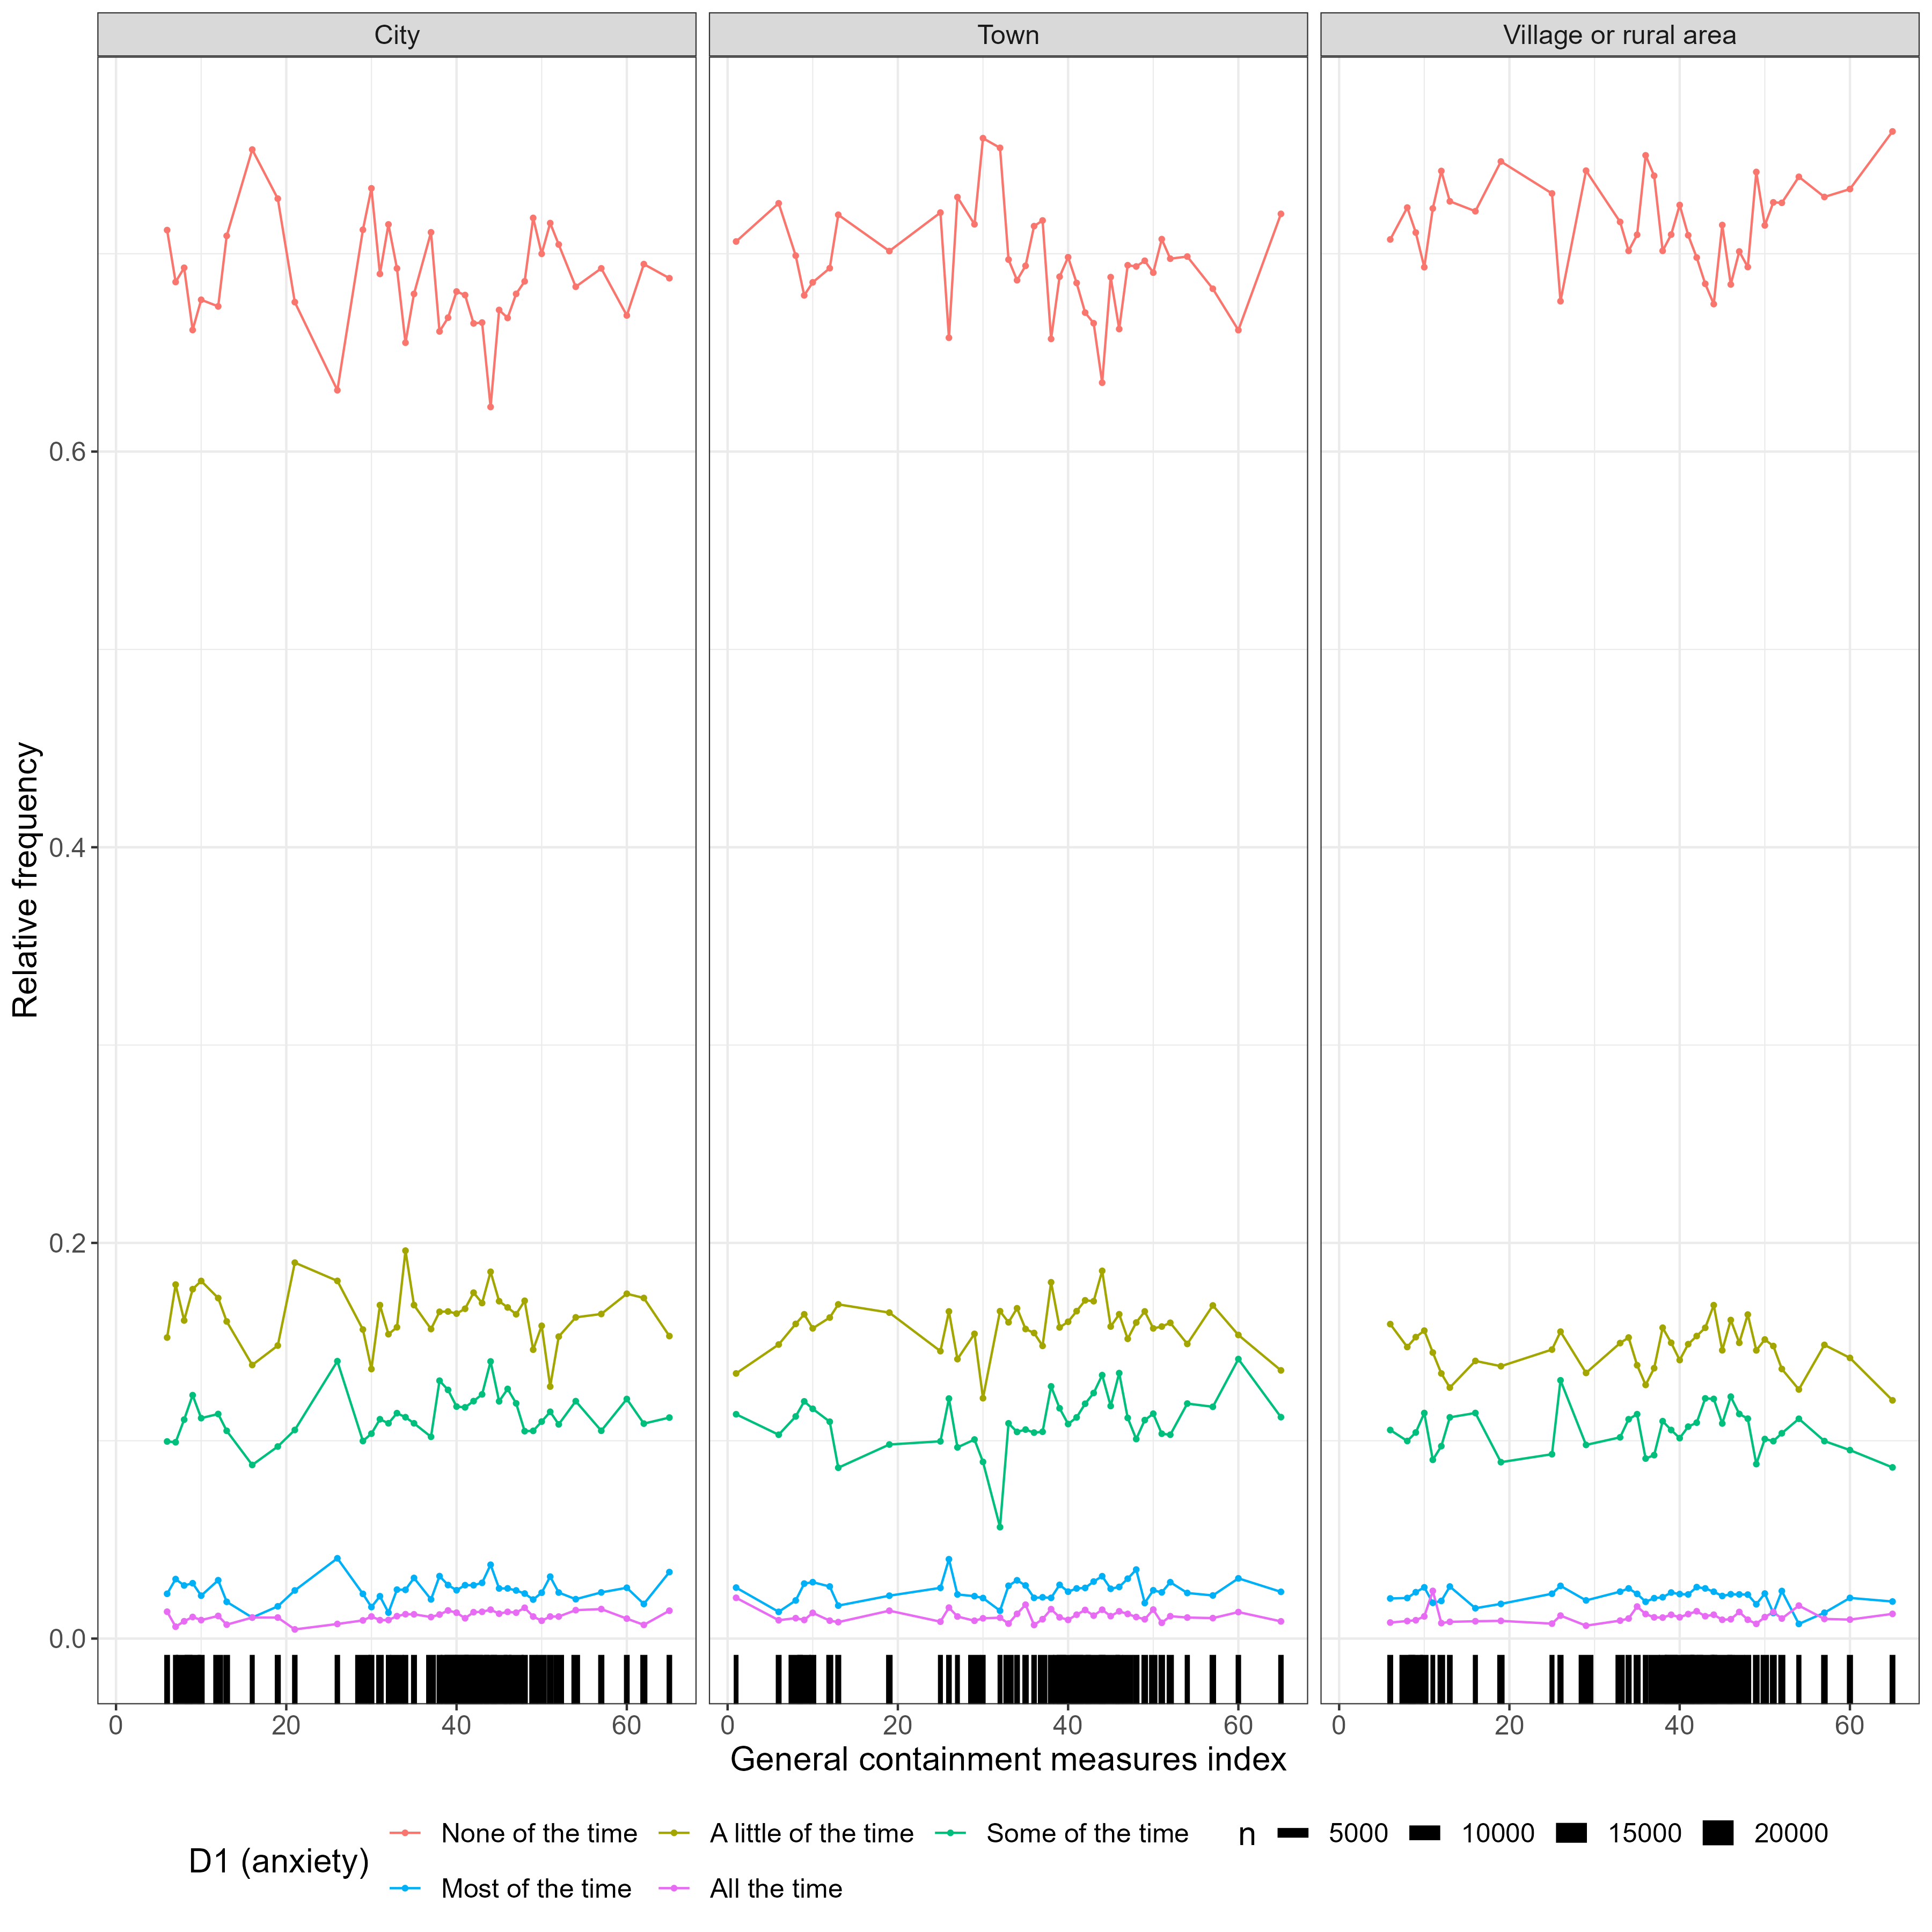 City Town Village or rural area
0.6
0.4
0.2
0.0
Relative frequency
0 20 40 60 0 20 40 60 0 20 40 60
General containment measures index
D1 (anxiety)
None of the time A little of the time Some of the time
Most of the time All the time
n 5000 10000 15000 20000